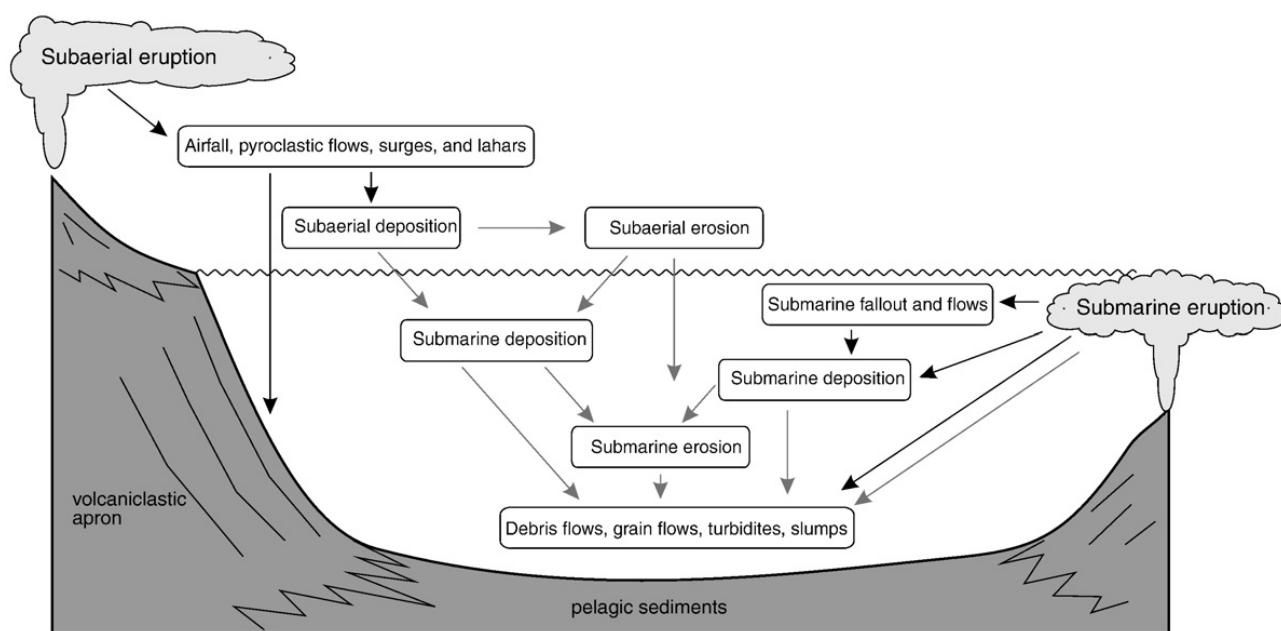 Subaerial eruption
Airfall, pyroclastic flows, surges, and lahars
Subaerial deposition
Subaerial erosion
Submarine fallout and flows
Submarine eruption
Submarine deposition
Submarine deposition
Submarine erosion
volcaniclastic
apron
Debris flows, grain flows, turbidites, slumps
pelagic sediments